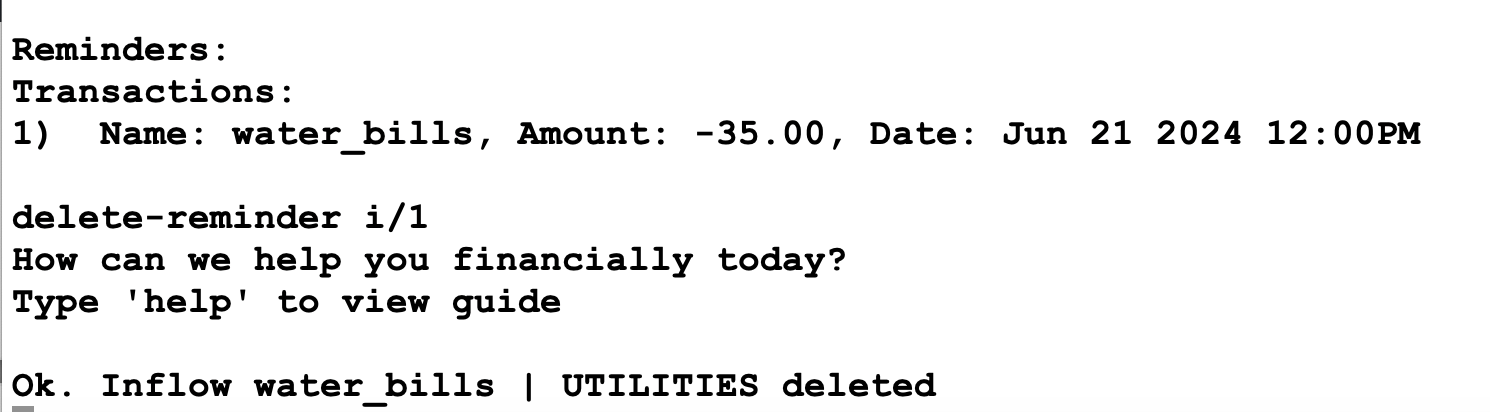 Reminders:
Transactions:
1)  Name: water_bills, Amount: -35.00, Date: Jun 21 2024 12:00PM
delete-reminder i/1
How can we help you financially today?
Type 'help' to view guide
Ok. Inflow water_bills | UTILITIES deleted